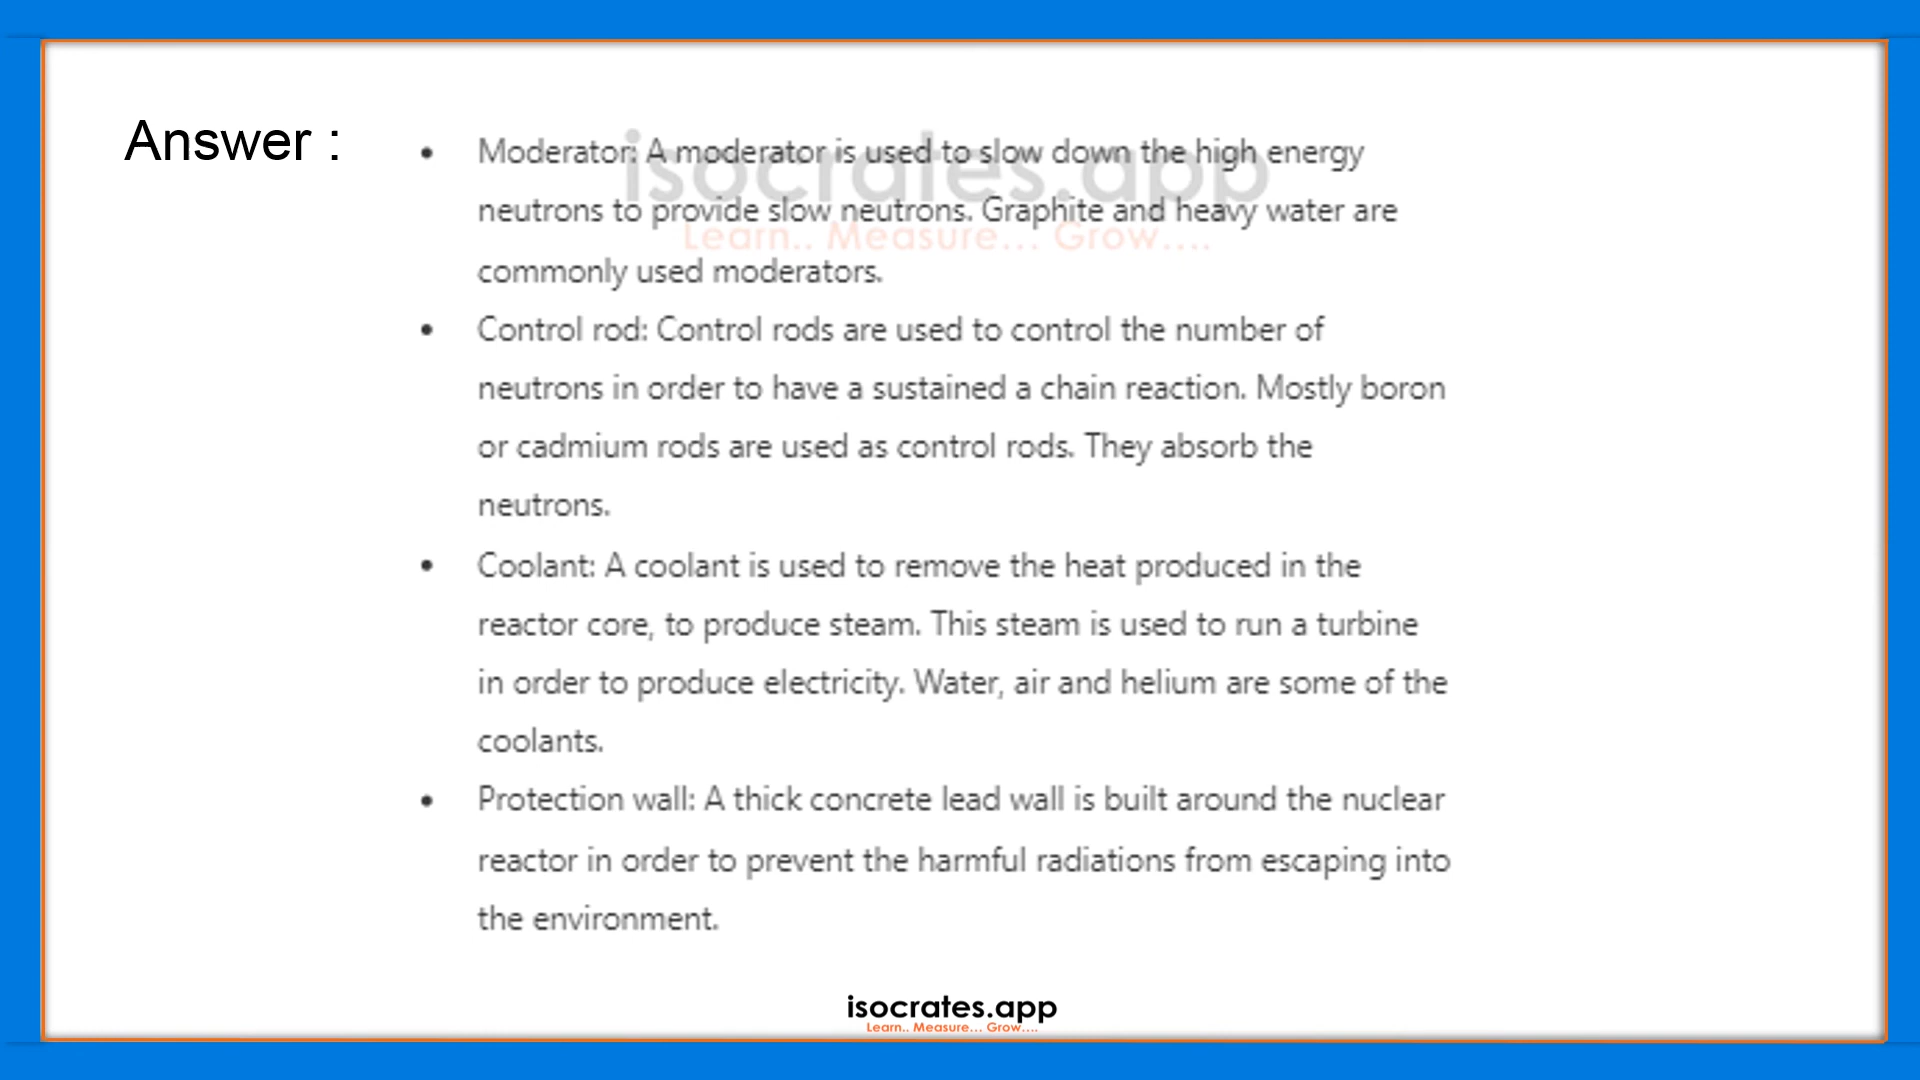 Answer :
• Moderator: A moderator is used to slow down the high energy
neutrons to provide slow neutrons. Graphite and heavy water are
commonly used moderators.
• Control rod: Control rods are used to control the number of
neutrons in order to have a sustained a chain reaction. Mostly boron
or cadmium rods are used as control rods. They absorb the
neutrons.
• Coolant: A coolant is used to remove the heat produced in the
reactor core, to produce steam. This steam is used to run a turbine
in order to produce electricity. Water, air and helium are some of the
coolants.
• Protection wall: A thick concrete lead wall is built around the nuclear
reactor in order to prevent the harmful radiations from escaping into
the environment.
isocrates.app
Learn.. Measure... Grow....
isocrates.app
Learn.. Measure... Grow....